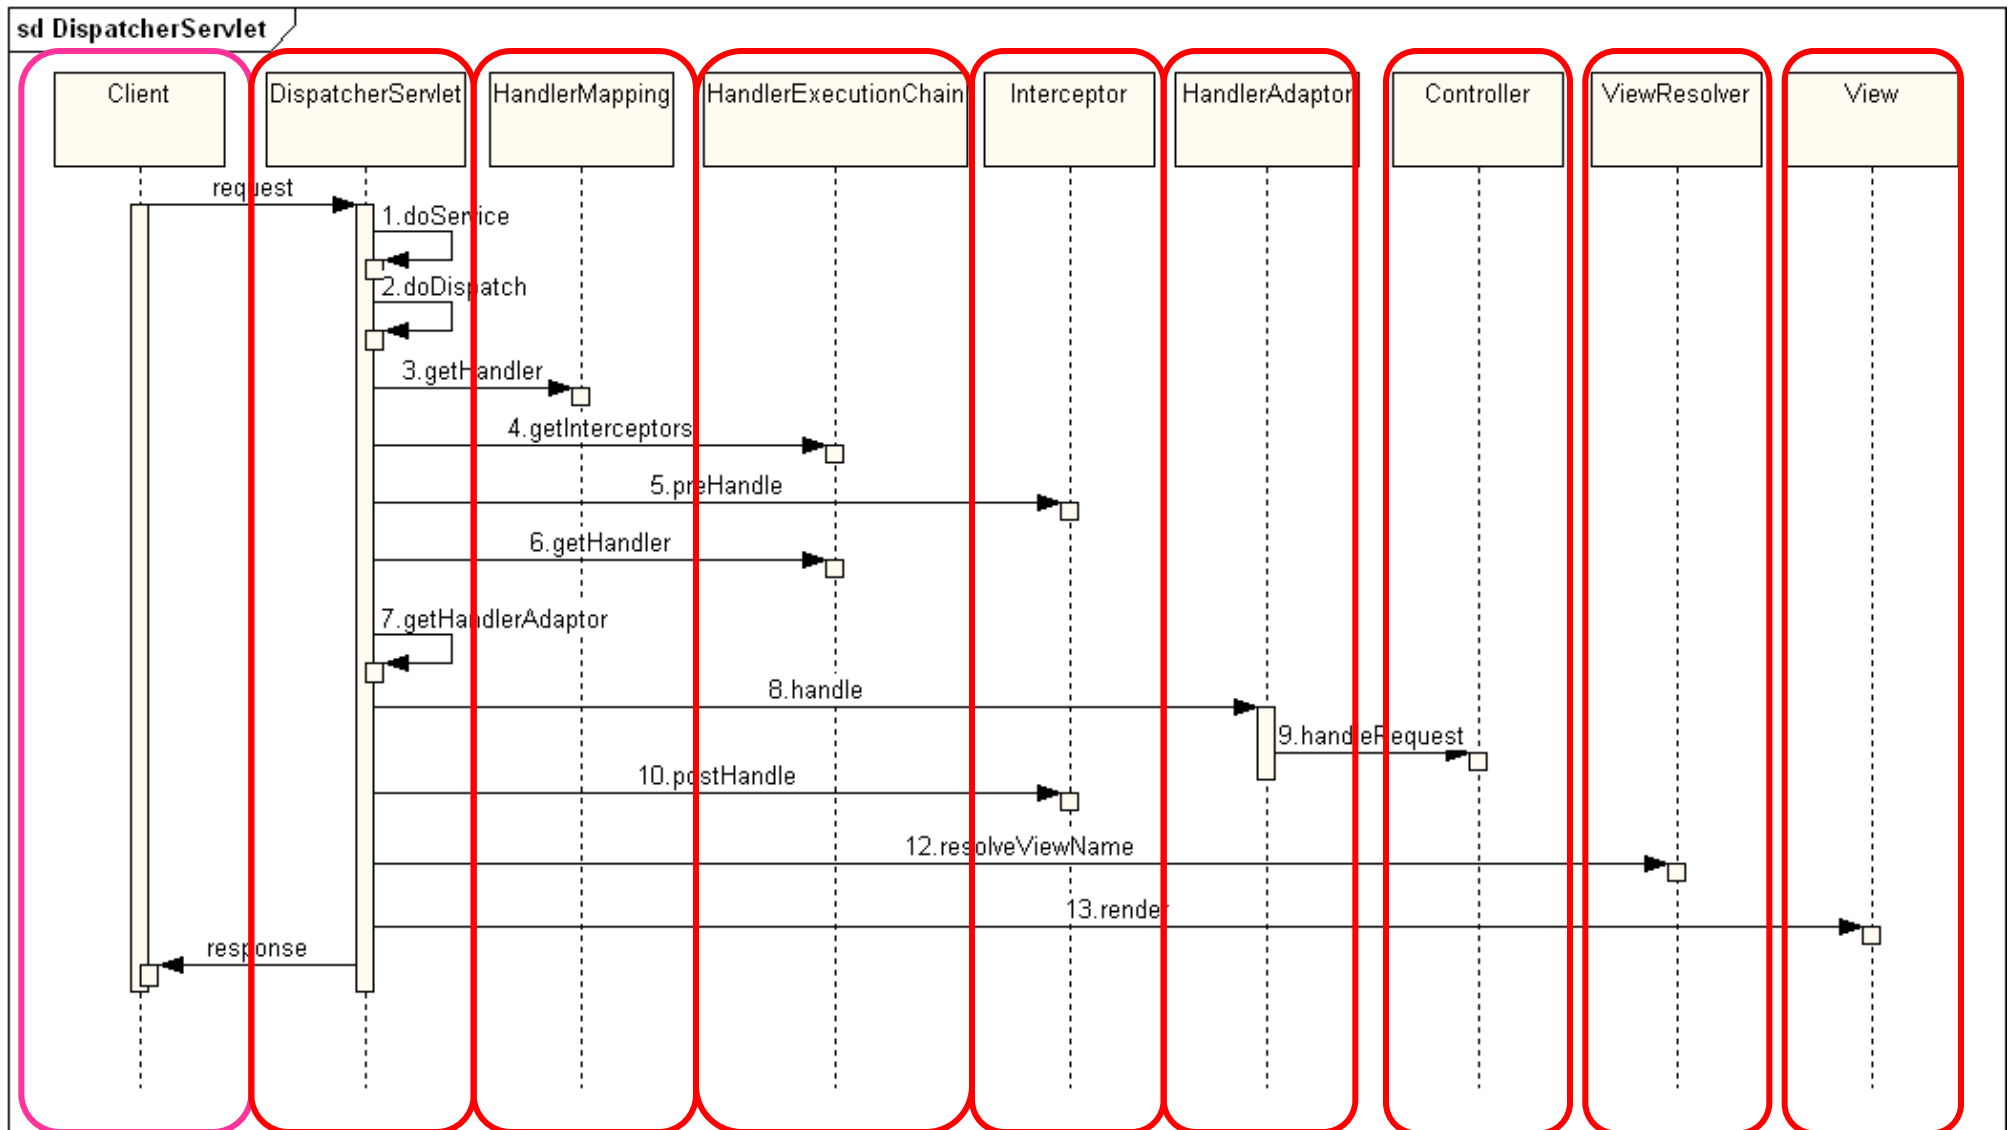 sd DispatcherServlet
Client
DispatcherServlet
HandlerMapping
HandlerExecutionChain
Interceptor
HandlerAdaptor
Controller
ViewResolver
View
request
1.doService
2.doDispatch
3.getHandler
4.getInterceptors
5.preHandle
6.getHandler
7.getHandlerAdaptor
8.handle
9.handleRequest
10.postHandle
12.resolveViewName
13.render
response